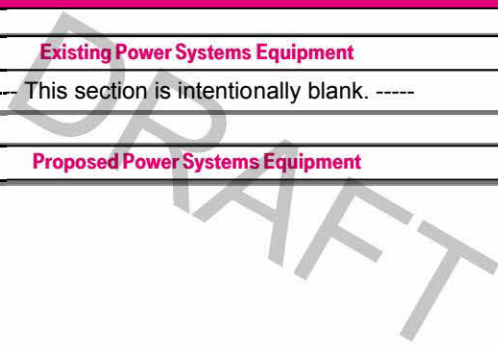 Existing Power Systems Equipment
-- This section is intentionally blank. -----
Proposed Power Systems Equipment
DRAFT